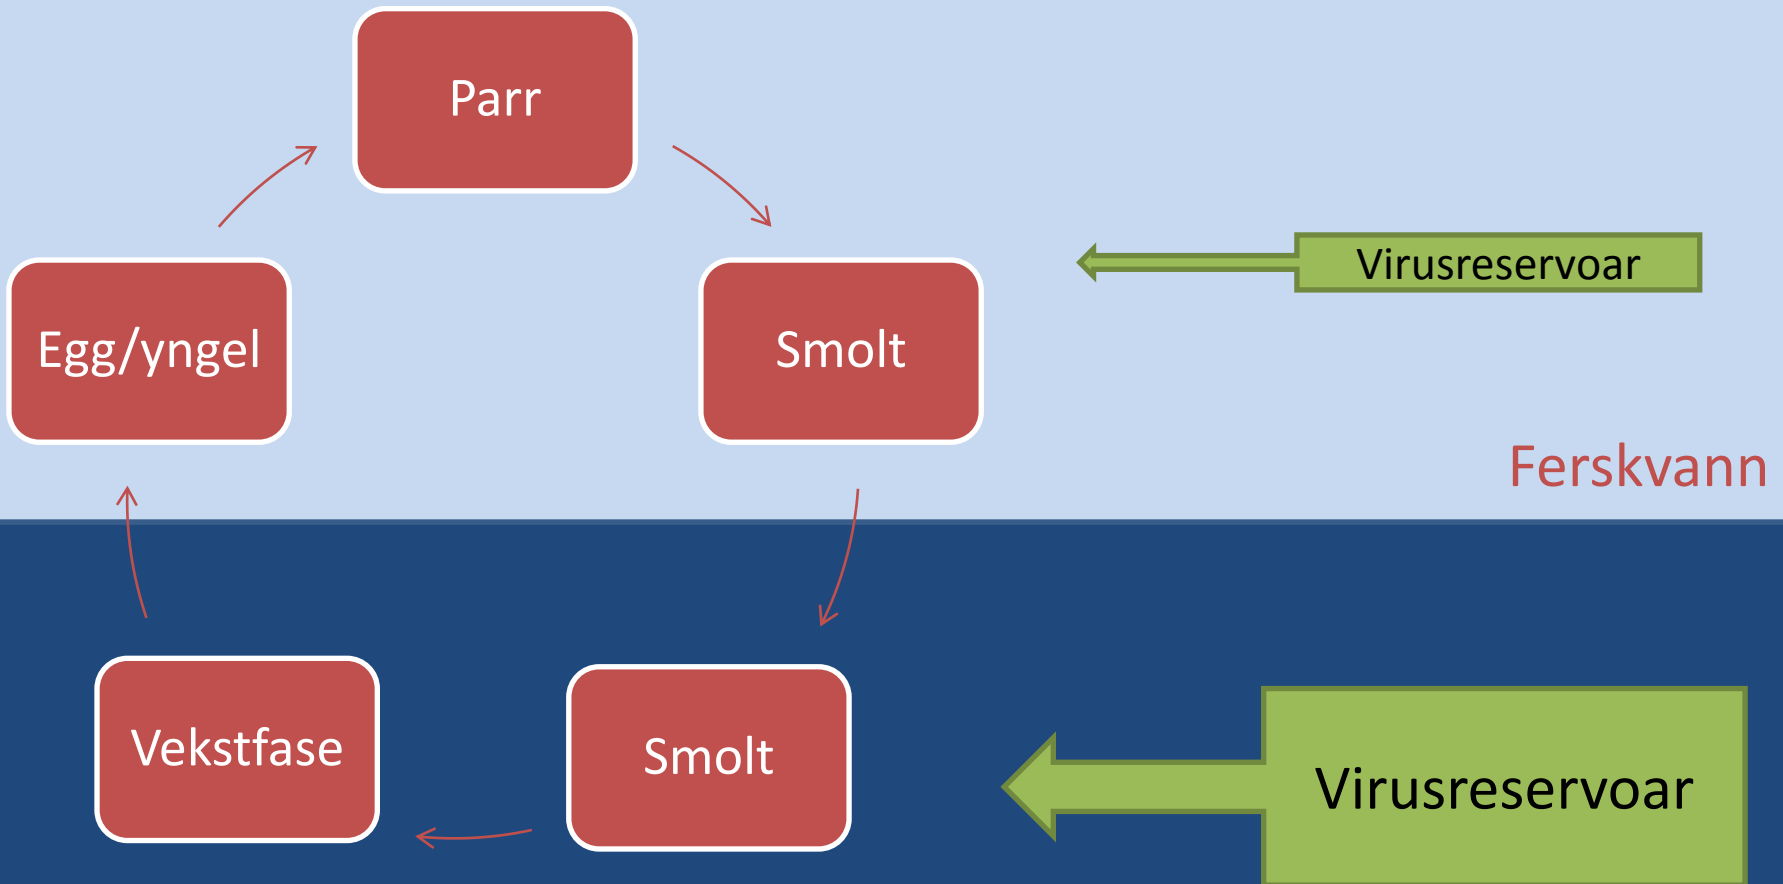 Parr
Virusreservoar
Egg/yngel
Smolt
Ferskvann
Vekstfase
Smolt
Virusreservoar